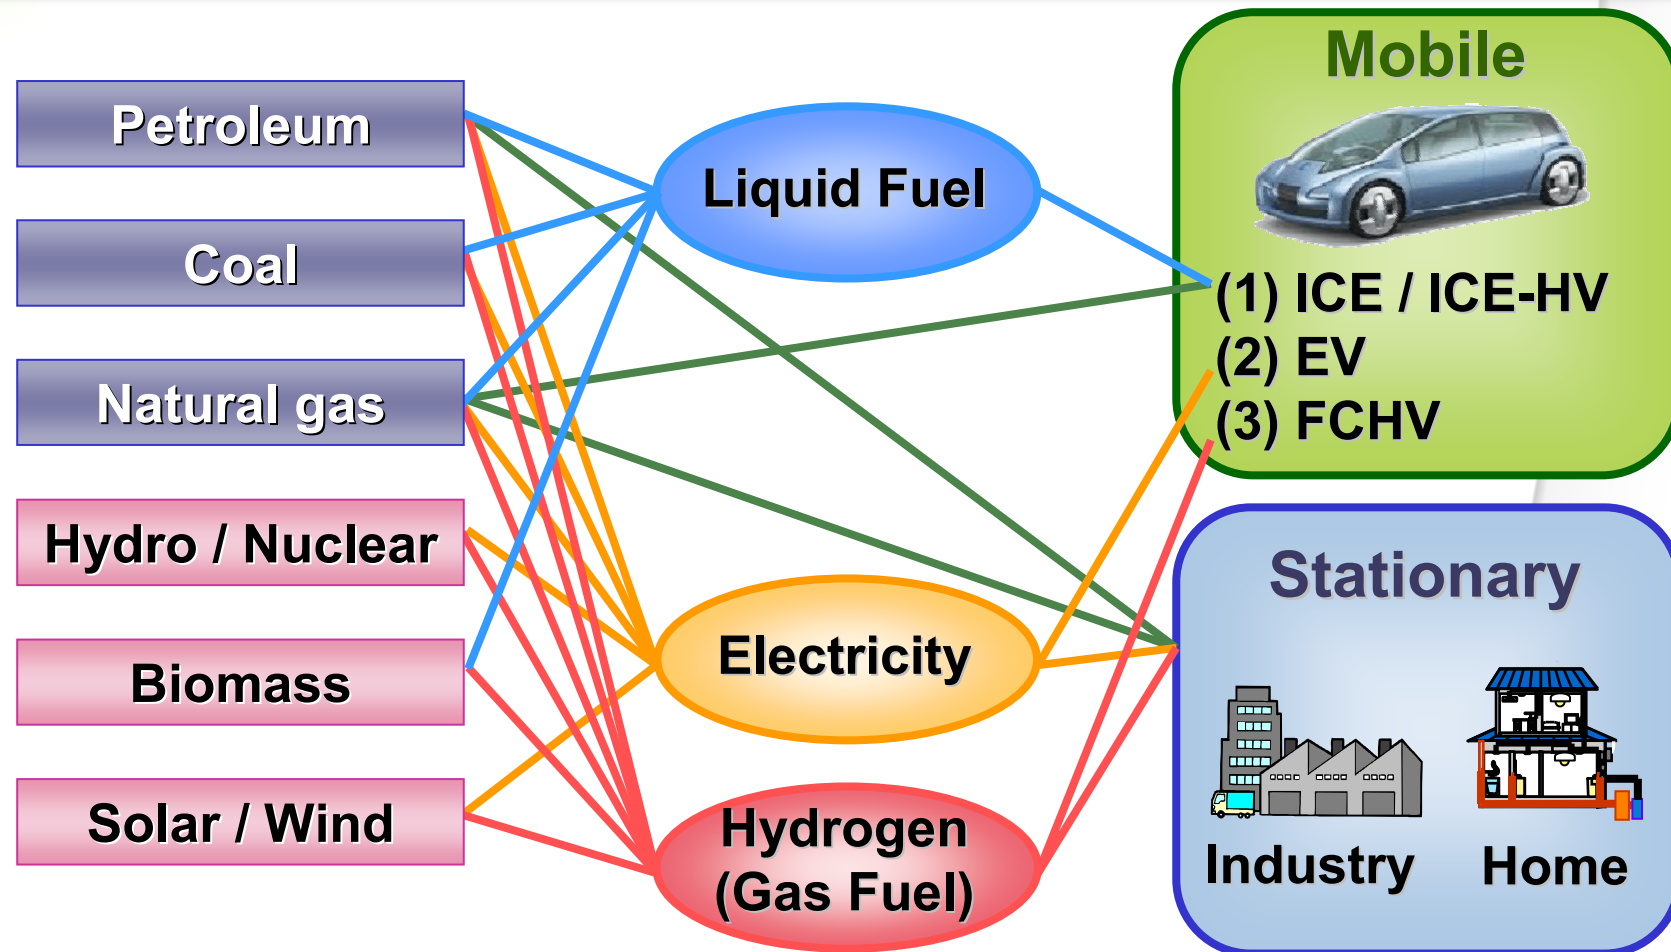 Petroleum
Coal
Natural gas
Hydro / Nuclear
Biomass
Solar / Wind
Liquid Fuel
Electricity
Hydrogen
(Gas Fuel)
Mobile
(1) ICE / ICE-HV
(2) EV
(3) FCHV
Stationary
Industry
Home